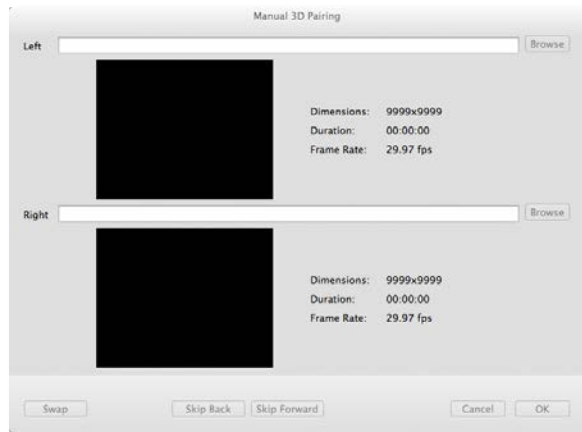 Manual 3D Pairing
Left Browse
Dimensions: 9999x9999
Duration: 00:00:00
Frame Rate: 29.97 fps
Right Browse
Dimensions: 9999x9999
Duration: 00:00:00
Frame Rate: 29.97 fps
Swap Skip Back Skip Forward Cancel OK